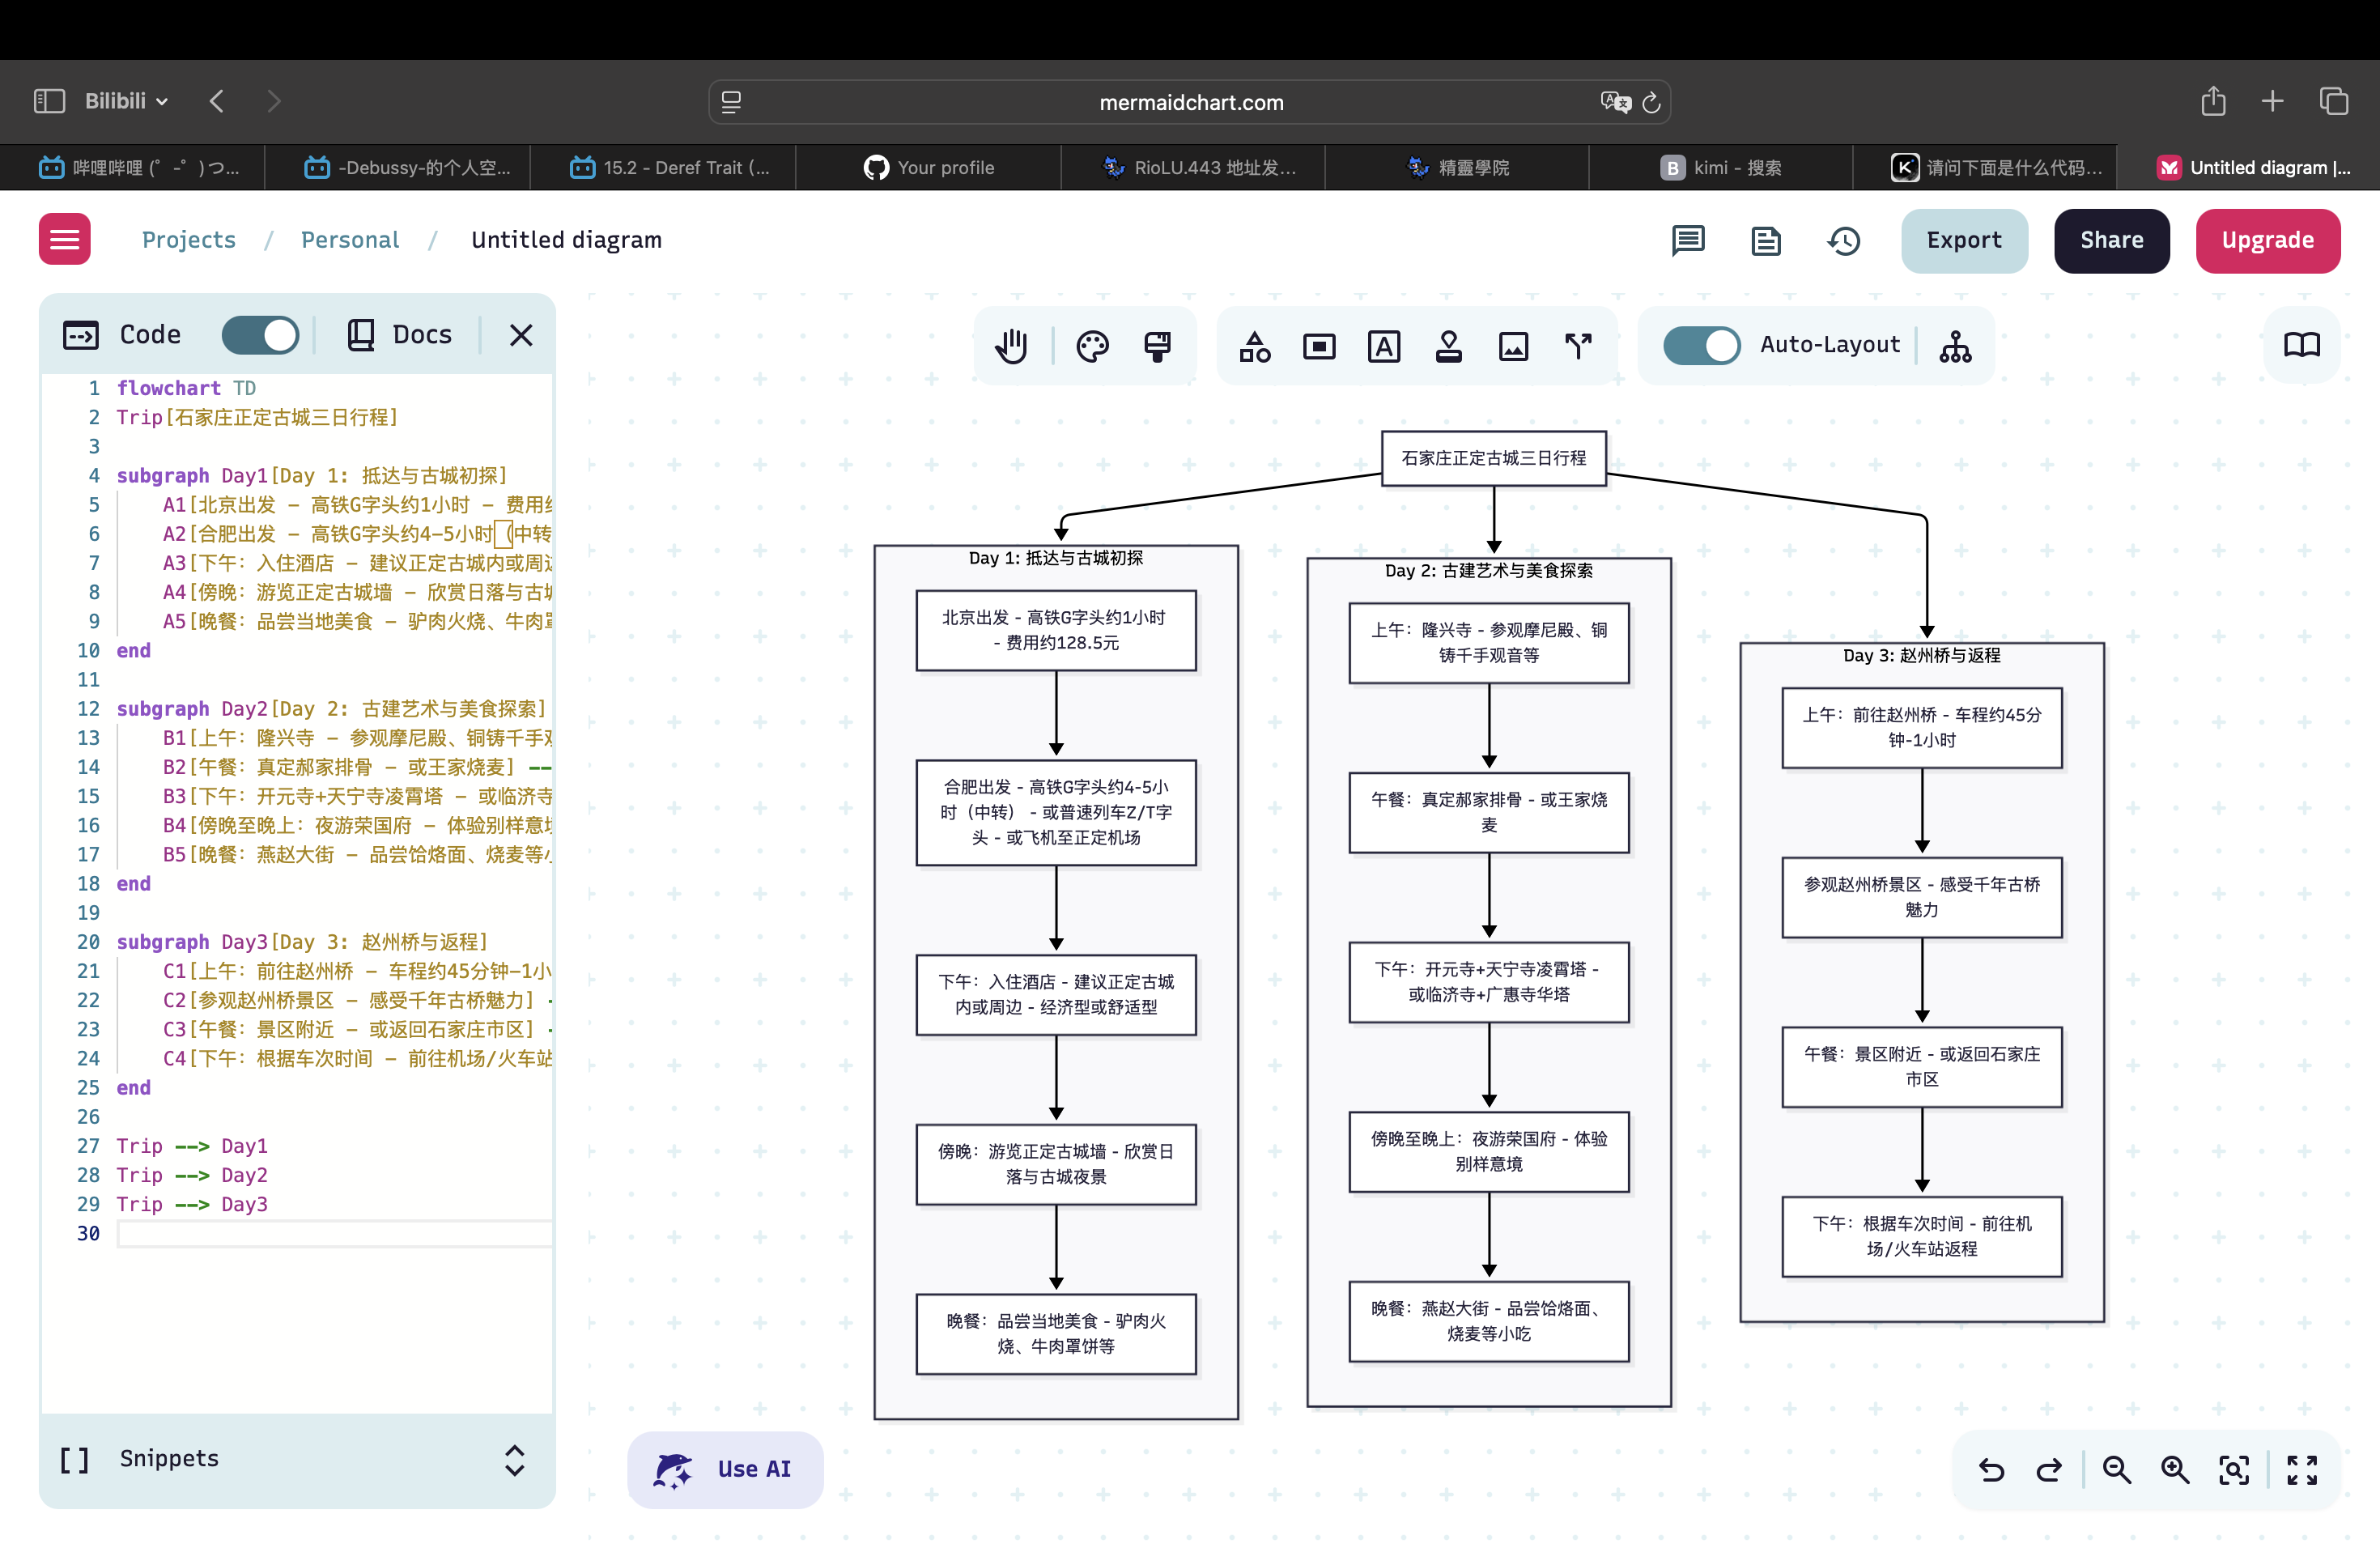 Bilibili
mermaidchart.com
哔哩哔哩 (゜-゜)つ...
-Debussy-的个人空...
15.2 - Deref Trait (...
Your profile
RioLU.443 地址发...
精靈學院
kimi - 搜索
请问下面是什么代码...
Untitled diagram |...
Projects / Personal / Untitled diagram
Export
Share
Upgrade
Code
Docs
Auto-Layout
1 flowchart TD
2 Trip[石家庄正定古城三日行程]
3
4 subgraph Day1[Day 1: 抵达与古城初探]
5 A1[北京出发 - 高铁G字头约1小时 - 费用约
6 A2[合肥出发 - 高铁G字头约4-5小时（中转
7 A3[下午：入住酒店 - 建议正定古城内或周边
8 A4[傍晚：游览正定古城墙 - 欣赏日落与古城
9 A5[晚餐：品尝当地美食 - 驴肉火烧、牛肉罩
10 end
11
12 subgraph Day2[Day 2: 古建艺术与美食探索]
13 B1[上午：隆兴寺 - 参观摩尼殿、铜铸千手观
14 B2[午餐：真定郝家排骨 - 或王家烧麦] --
15 B3[下午：开元寺+天宁寺凌霄塔 - 或临济寺
16 B4[傍晚至晚上：夜游荣国府 - 体验别样意境
17 B5[晚餐：燕赵大街 - 品尝饸烙面、烧麦等小
18 end
19
20 subgraph Day3[Day 3: 赵州桥与返程]
21 C1[上午：前往赵州桥 - 车程约45分钟-1小
22 C2[参观赵州桥景区 - 感受千年古桥魅力] -
23 C3[午餐：景区附近 - 或返回石家庄市区] -
24 C4[下午：根据车次时间 - 前往机场/火车站
25 end
26
27 Trip --> Day1
28 Trip --> Day2
29 Trip --> Day3
30
Snippets
Use AI
石家庄正定古城三日行程
Day 1: 抵达与古城初探
北京出发 - 高铁G字头约1小时
- 费用约128.5元
合肥出发 - 高铁G字头约4-5小
时（中转） - 或普速列车Z/T字
头 - 或飞机至正定机场
下午：入住酒店 - 建议正定古城
内或周边 - 经济型或舒适型
傍晚：游览正定古城墙 - 欣赏日
落与古城夜景
晚餐：品尝当地美食 - 驴肉火
烧、牛肉罩饼等
Day 2: 古建艺术与美食探索
上午：隆兴寺 - 参观摩尼殿、铜
铸千手观音等
午餐：真定郝家排骨 - 或王家烧
麦
下午：开元寺+天宁寺凌霄塔 -
或临济寺+广惠寺华塔
傍晚至晚上：夜游荣国府 - 体验
别样意境
晚餐：燕赵大街 - 品尝饸烙面、
烧麦等小吃
Day 3: 赵州桥与返程
上午：前往赵州桥 - 车程约45分
钟-1小时
参观赵州桥景区 - 感受千年古桥
魅力
午餐：景区附近 - 或返回石家庄
市区
下午：根据车次时间 - 前往机
场/火车站返程